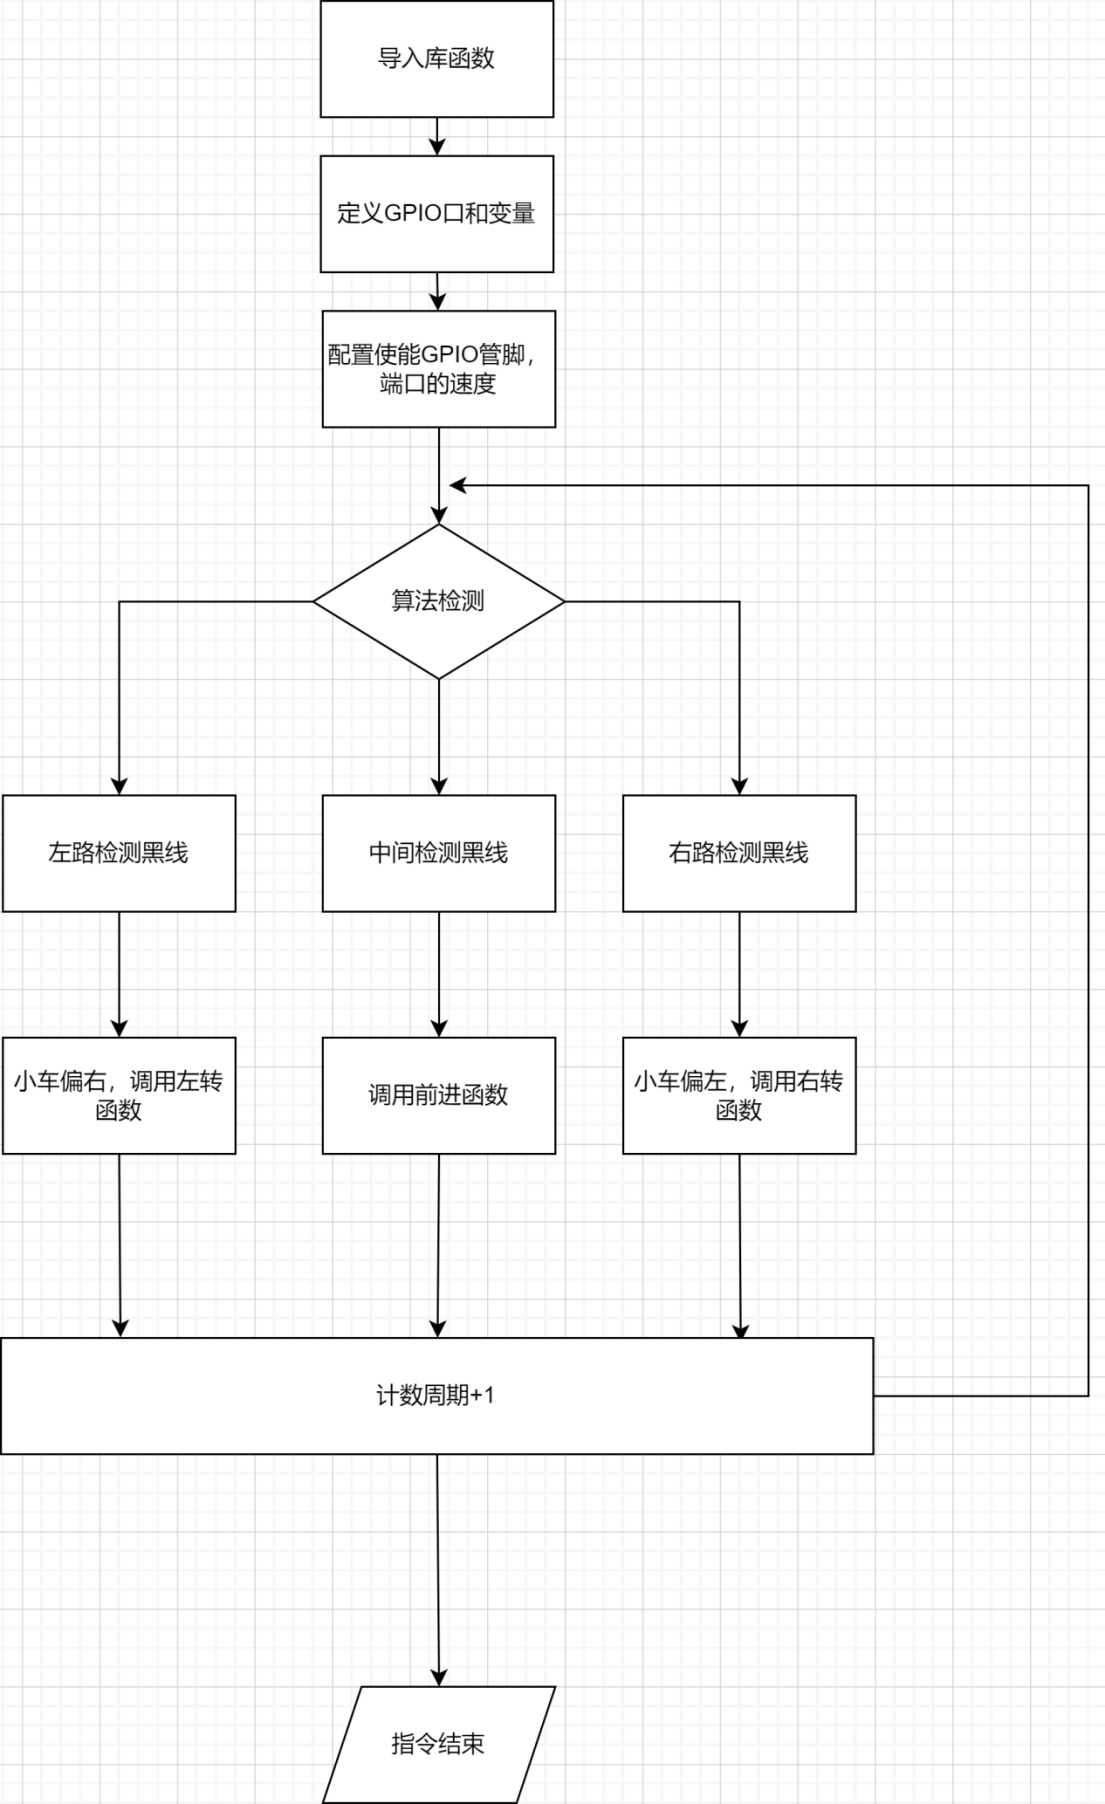 导入库函数
定义GPIO口和变量
配置使能GPIO管脚，
端口的速度
算法检测
左路检测黑线
中间检测黑线
右路检测黑线
小车偏右，调用左转
函数
调用前进函数
小车偏左，调用右转
函数
计数周期+1
指令结束